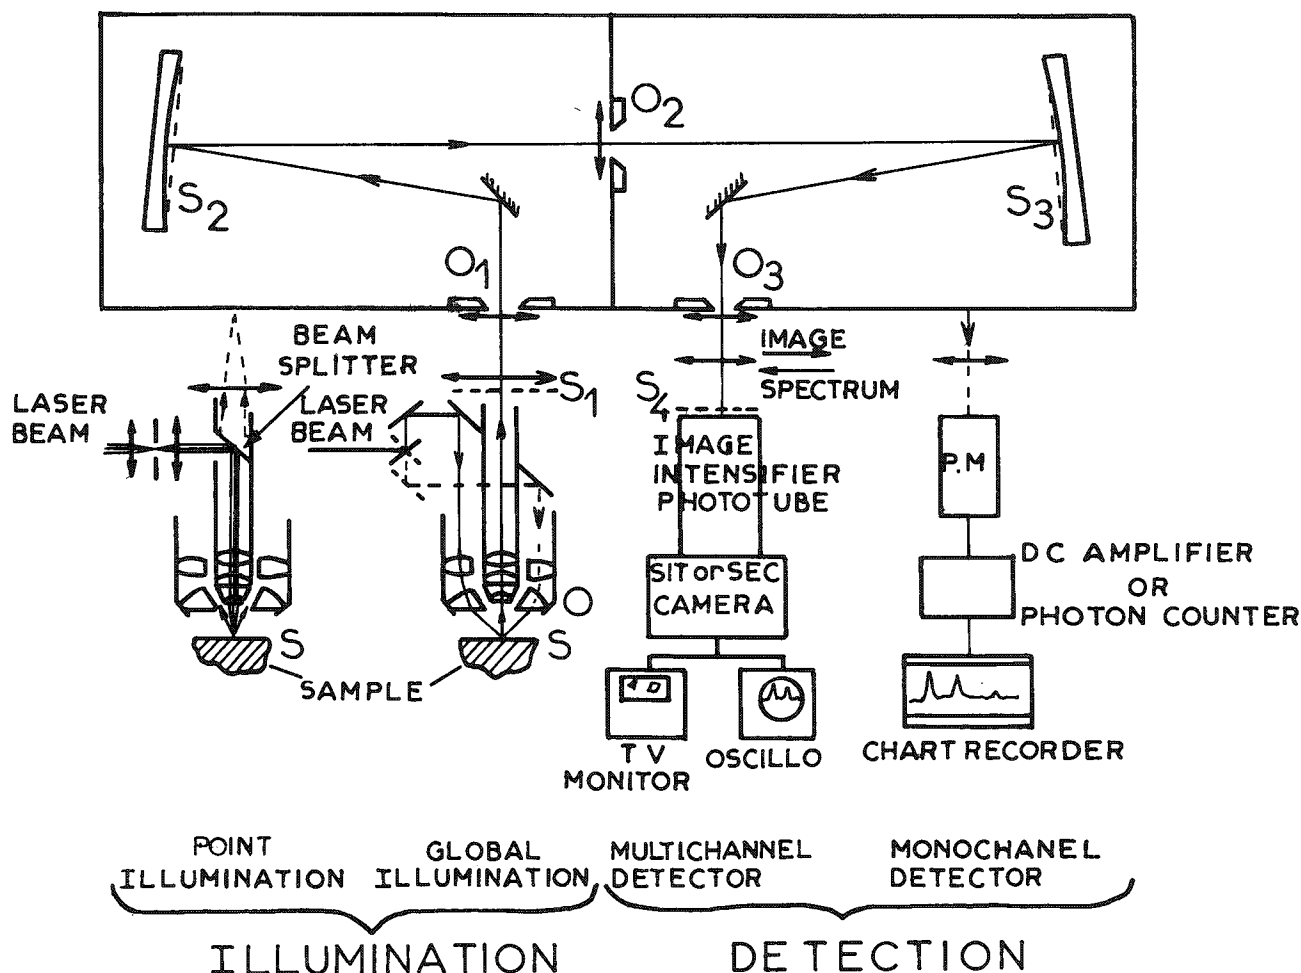 O2
S2
S3
O1
O3
BEAM
SPLITTER
IMAGE
SPECTRUM
LASER
BEAM
LASER
BEAM
S1
S4
IMAGE
INTENSIFIER
PHOTOTUBE
P.M
SIT or SEC
CAMERA
DC AMPLIFIER
OR
PHOTON COUNTER
O
S
S
SAMPLE
TV
MONITOR
OSCILLO
CHART RECORDER
POINT
ILLUMINATION
GLOBAL
ILLUMINATION
MULTICHANNEL
DETECTOR
MONOCHANEL
DETECTOR
ILLUMINATION
DETECTION